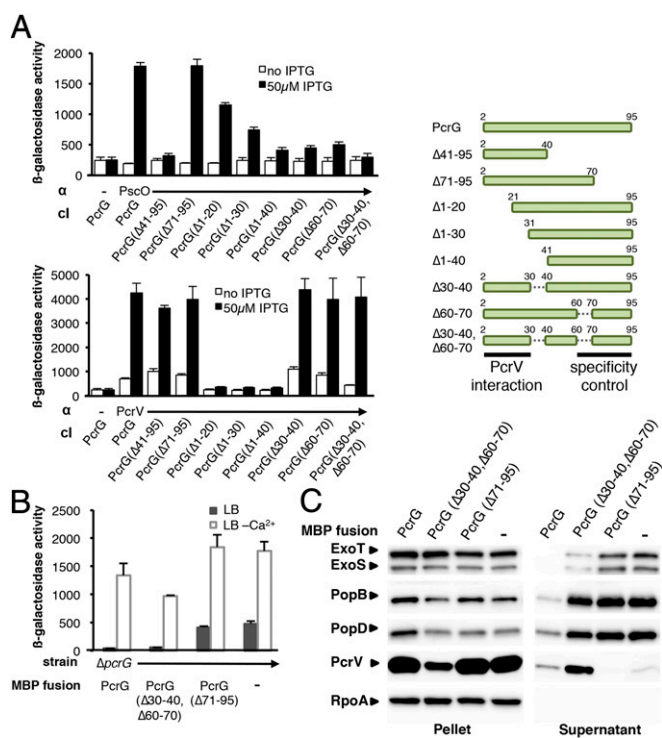 A
ß-galactosidase activity
2000
1500
1000
500
0
no IPTG
50µM IPTG
α - PscO
cI PcrG PcrG PcrG(Δ41-95) PcrG(Δ71-95) PcrG(Δ1-20) PcrG(Δ1-30) PcrG(Δ1-40) PcrG(Δ30-40) PcrG(Δ60-70) PcrG(Δ30-40, Δ60-70)
ß-galactosidase activity
5000
4000
3000
2000
1000
0
no IPTG
50µM IPTG
α - PcrV
cI PcrG PcrG PcrG(Δ41-95) PcrG(Δ71-95) PcrG(Δ1-20) PcrG(Δ1-30) PcrG(Δ1-40) PcrG(Δ30-40) PcrG(Δ60-70) PcrG(Δ30-40, Δ60-70)
PcrG 2 95
Δ41-95 2 40
Δ71-95 2 70
Δ1-20 21 95
Δ1-30 31 95
Δ1-40 41 95
Δ30-40 2 30 40 95
Δ60-70 2 60 70 95
Δ30-40, Δ60-70 2 30 40 60 70 95
PcrV interaction
specificity control
B
ß-galactosidase activity
2500
2000
1500
1000
500
0
LB
LB –Ca²⁺
strain ΔpcrG
MBP fusion PcrG PcrG (Δ30-40, Δ60-70) PcrG (Δ71-95) -
C
MBP fusion PcrG PcrG (Δ30-40,Δ60-70) PcrG (Δ71-95) - PcrG PcrG (Δ30-40,Δ60-70) PcrG (Δ71-95) -
ExoT
ExoS
PopB
PopD
PcrV
RpoA
Pellet Supernatant